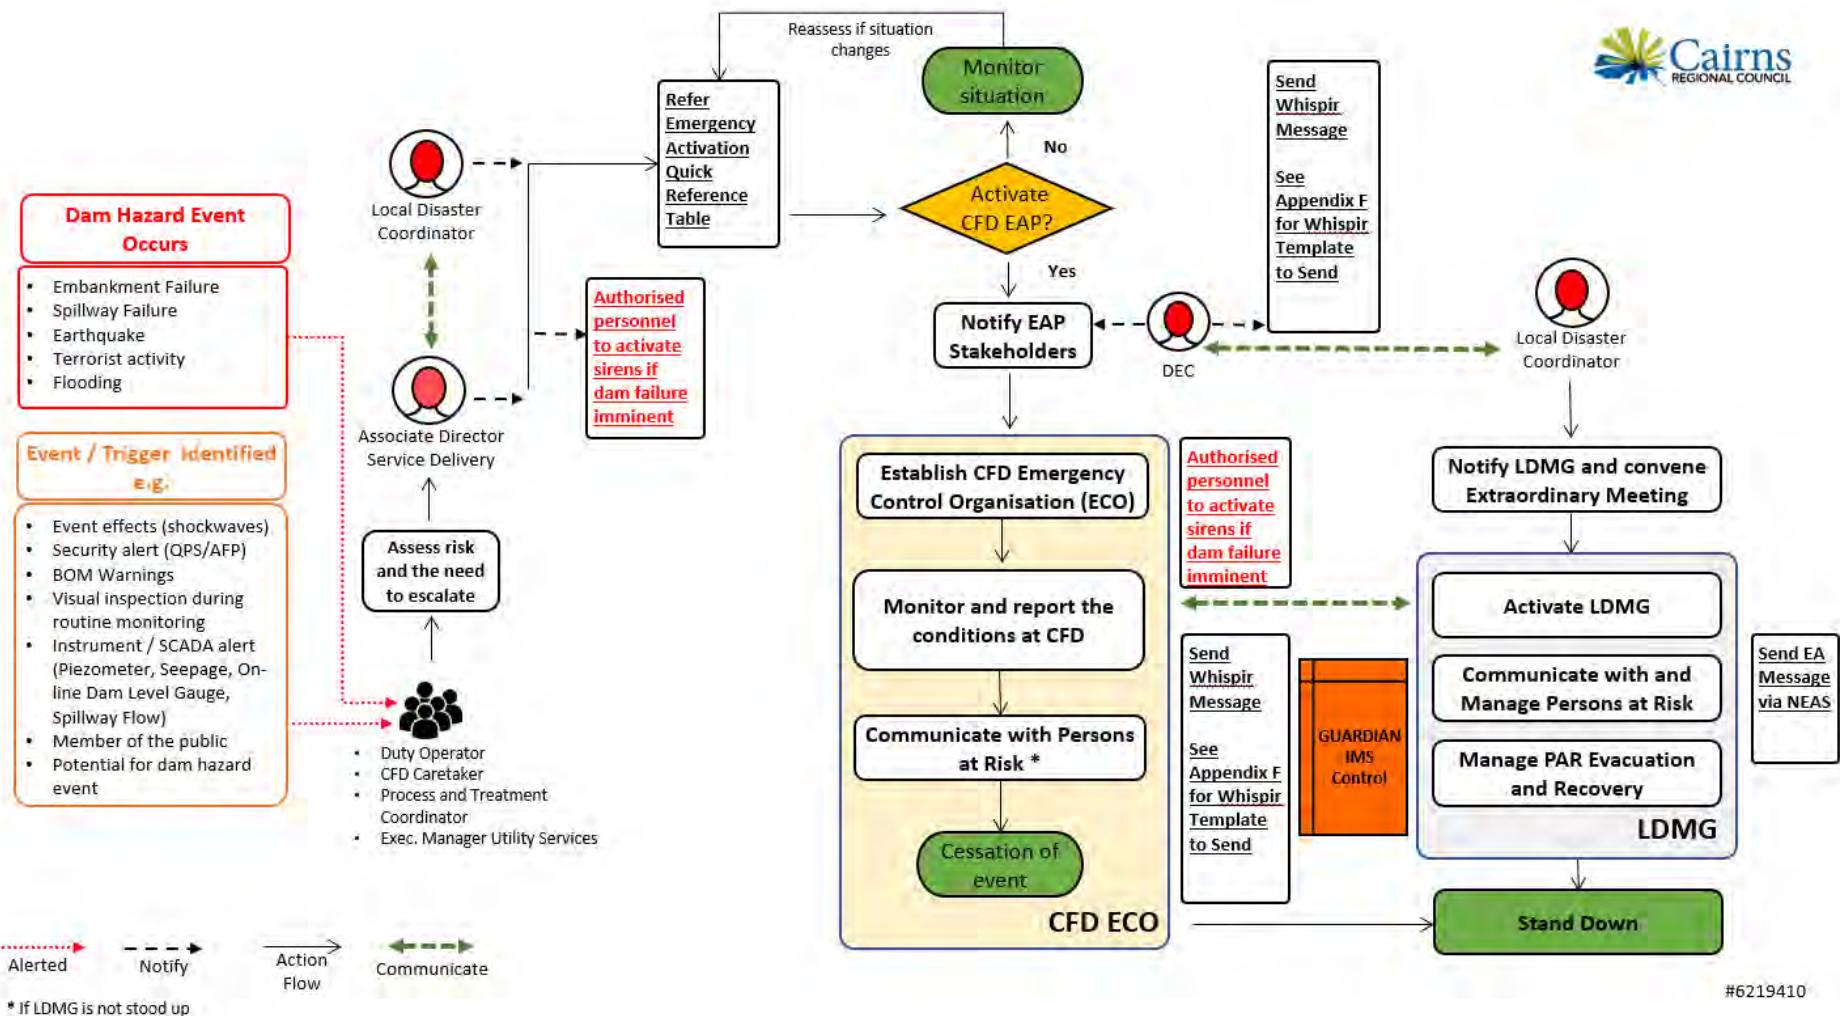 Reassess if situation
changes
Monitor
situation
Cairns
REGIONAL COUNCIL
Send
Whispir
Message
See
Appendix F
for Whispir
Template
to Send
Refer
Emergency
Activation
Quick
Reference
Table
No
Activate
CFD EAP?
Yes
Local Disaster
Coordinator
Dam Hazard Event
Occurs
• Embankment Failure
• Spillway Failure
• Earthquake
• Terrorist activity
• Flooding
Authorised
personnel
to activate
sirens if
dam failure
imminent
Notify EAP
Stakeholders
DEC
Local Disaster
Coordinator
Associate Director
Service Delivery
Event / Trigger Identified
e.g.
• Event effects (shockwaves)
• Security alert (QPS/AFP)
• BOM Warnings
• Visual inspection during
routine monitoring
• Instrument / SCADA alert
(Piezometer, Seepage, On-
line Dam Level Gauge,
Spillway Flow)
• Member of the public
• Potential for dam hazard
event
Assess risk
and the need
to escalate
• Duty Operator
• CFD Caretaker
• Process and Treatment
Coordinator
• Exec. Manager Utility Services
Establish CFD Emergency
Control Organisation (ECO)
Monitor and report the
conditions at CFD
Communicate with Persons
at Risk *
Cessation of
event
CFD ECO
Authorised
personnel
to activate
sirens if
dam failure
imminent
Send
Whispir
Message
See
Appendix F
for Whispir
Template
to Send
GUARDIAN
IMS
Control
Notify LDMG and convene
Extraordinary Meeting
Activate LDMG
Communicate with and
Manage Persons at Risk
Manage PAR Evacuation
and Recovery
LDMG
Send EA
Message
via NEAS
Stand Down
Alerted
Notify
Action
Flow
Communicate
* If LDMG is not stood up
#6219410